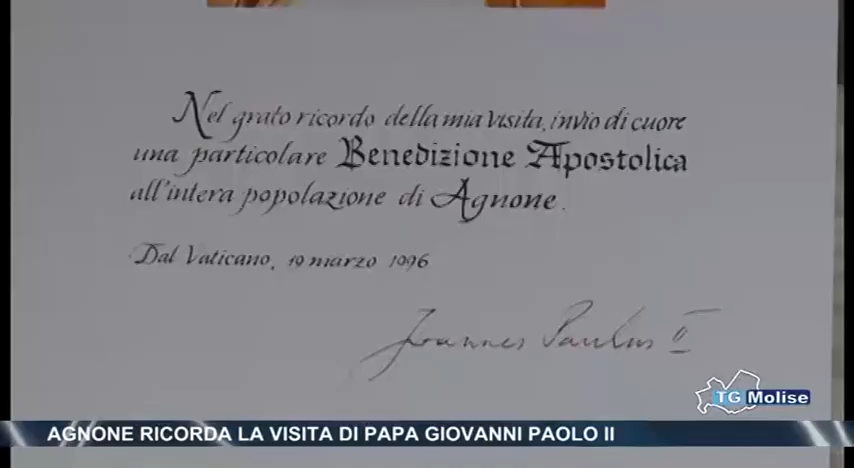 Nel grato ricordo della mia visita, invio di cuore
una particolare Benedizione Apostolica
all'intera popolazione di Agnone.
Dal Vaticano, 19 marzo 1996
Joannes Paulus II
TG Molise
AGNONE RICORDA LA VISITA DI PAPA GIOVANNI PAOLO II